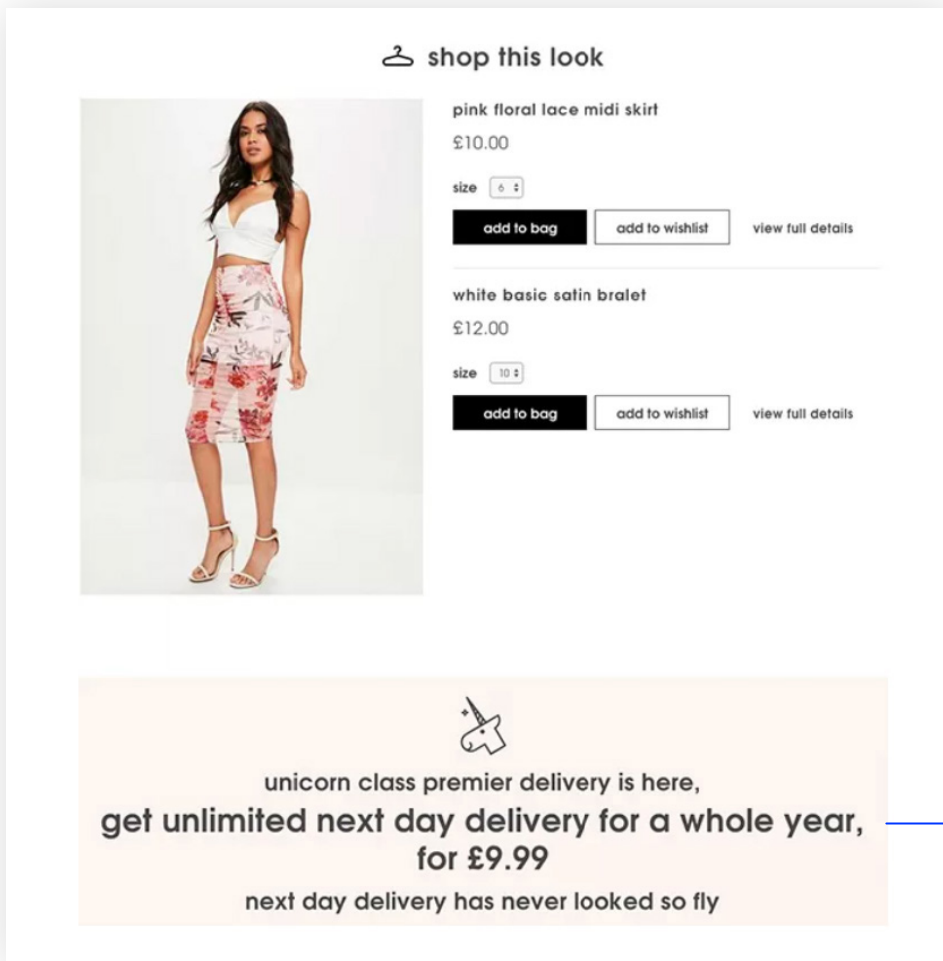 shop this look
pink floral lace midi skirt
£10.00
size 6
add to bag add to wishlist view full details
white basic satin bralet
£12.00
size 10
add to bag add to wishlist view full details
unicorn class premier delivery is here,
get unlimited next day delivery for a whole year,
for £9.99
next day delivery has never looked so fly